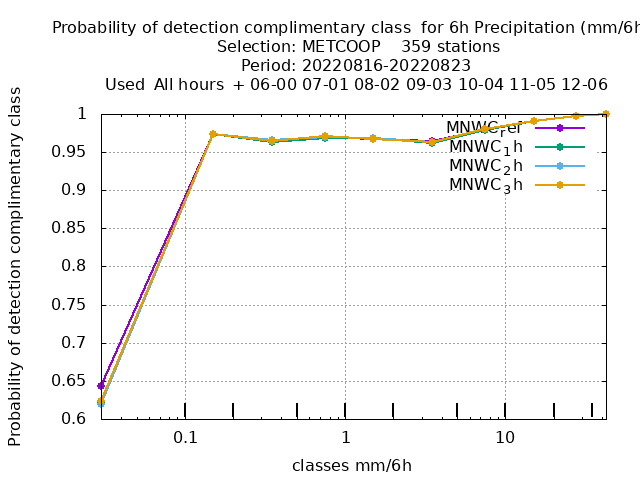 Probability of detection complimentary class for 6h Precipitation (mm/6h
Selection: METCOOP 359 stations
Period: 20220816-20220823
Used All hours + 06-00 07-01 08-02 09-03 10-04 11-05 12-06
Probability of detection complimentary class
1
0.95
0.9
0.85
0.8
0.75
0.7
0.65
0.6
MNWC_ref
MNWC_1h
MNWC_2h
MNWC_3h
0.1 1 10
classes mm/6h